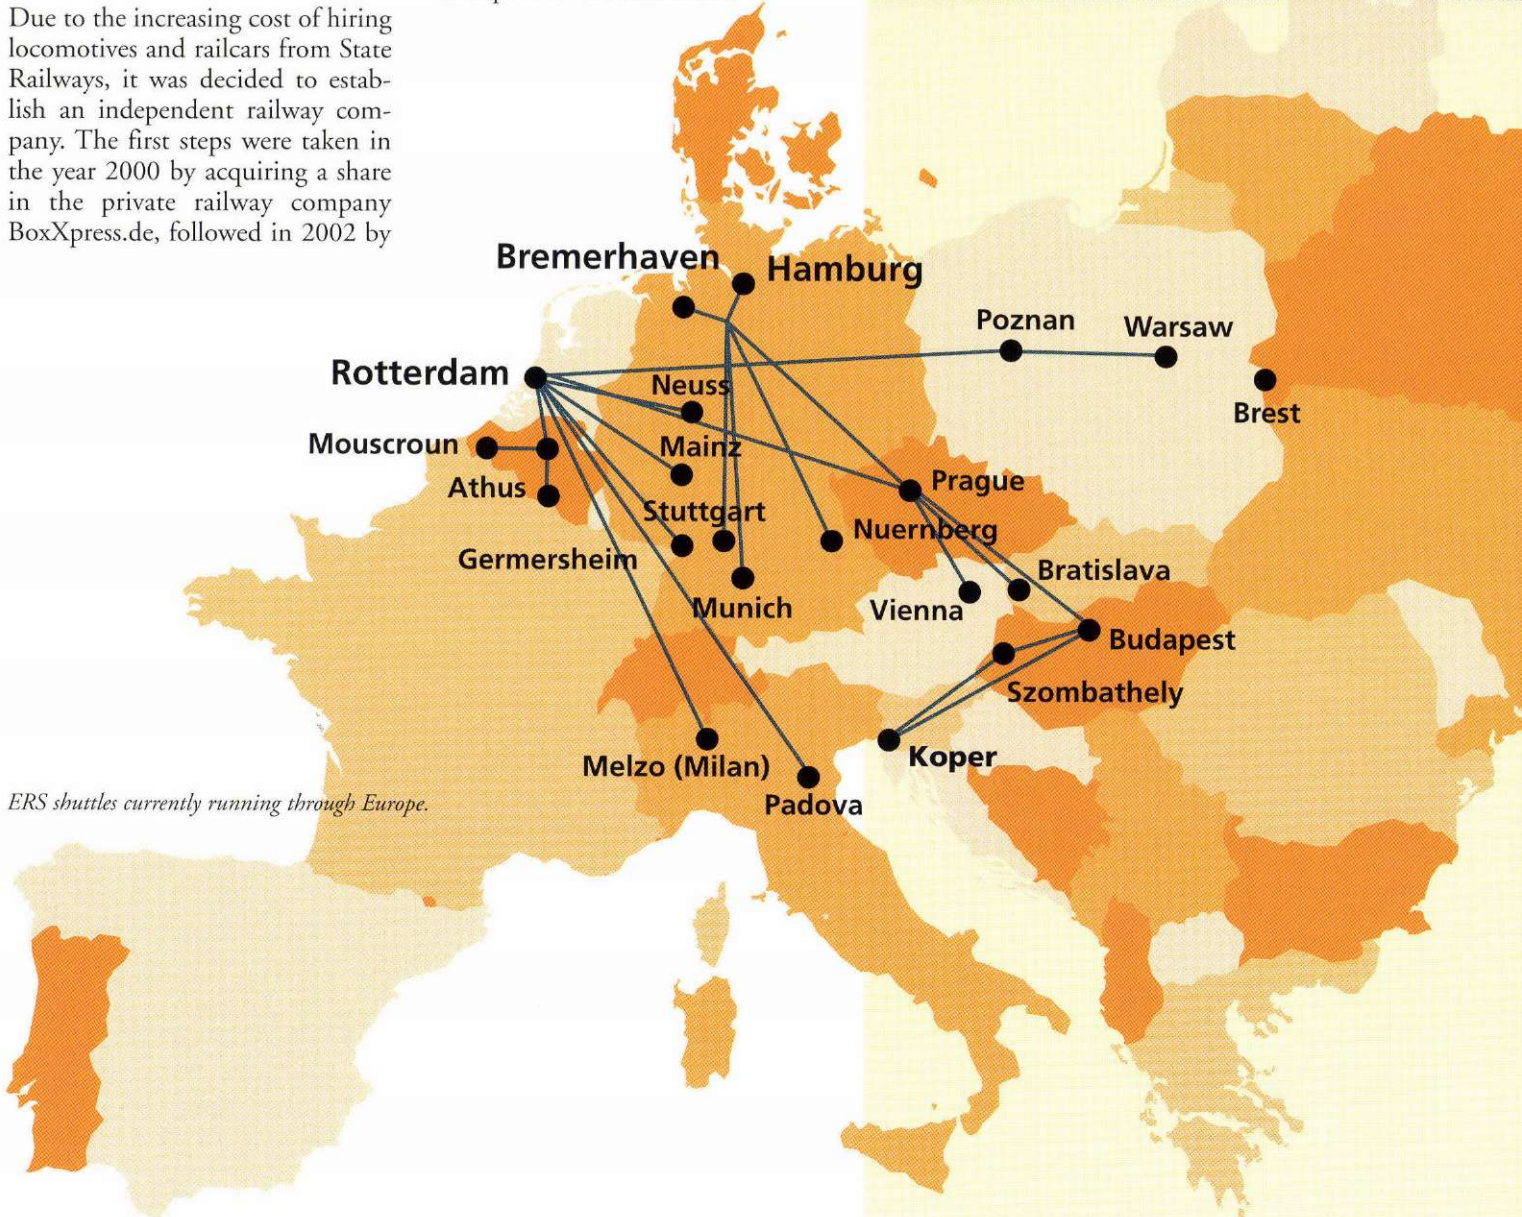 Due to the increasing cost of hiring
locomotives and railcars from State
Railways, it was decided to estab-
lish an independent railway com-
pany. The first steps were taken in
the year 2000 by acquiring a share
in the private railway company
BoxXpress.de, followed in 2002 by
Bremerhaven
Hamburg
Poznan
Warsaw
Rotterdam
Neuss
Brest
Mouscroun
Mainz
Athus
Prague
Stuttgart
Nuernberg
Germersheim
Bratislava
Munich
Vienna
Budapest
Szombathely
Koper
Melzo (Milan)
Padova
ERS shuttles currently running through Europe.